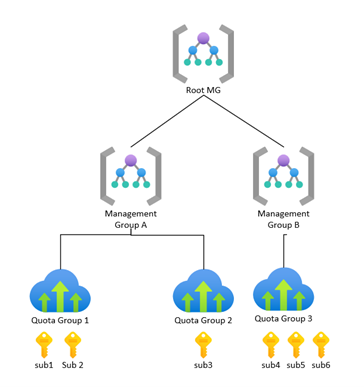 Root MG
Management
Group A
Management
Group B
Quota Group 1
Quota Group 2
Quota Group 3
sub1
Sub 2
sub3
sub4
sub5
sub6